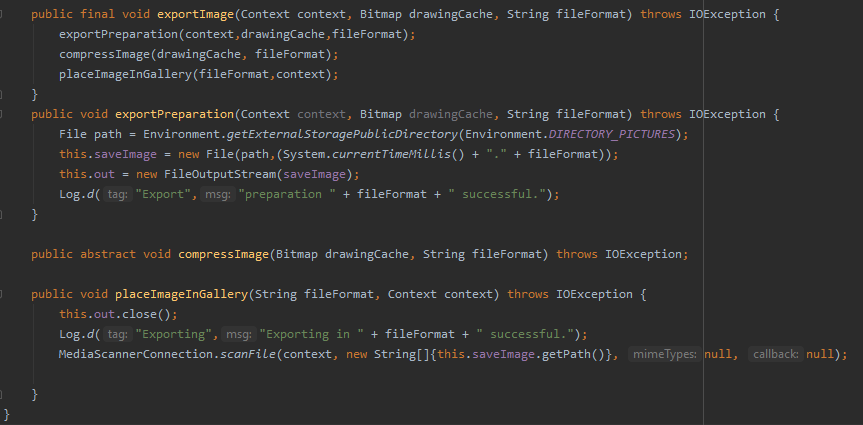 public final void exportImage(Context context, Bitmap drawingCache, String fileFormat) throws IOException {
exportPreparation(context,drawingCache,fileFormat);
compressImage(drawingCache, fileFormat);
placeImageInGallery(fileFormat,context);
}
public void exportPreparation(Context context, Bitmap drawingCache, String fileFormat) throws IOException {
File path = Environment.getExternalStoragePublicDirectory(Environment.DIRECTORY_PICTURES);
this.saveImage = new File(path,(System.currentTimeMillis() + "." + fileFormat));
this.out = new FileOutputStream(saveImage);
Log.d( tag: "Export", msg: "preparation " + fileFormat + " successful.");
}
public abstract void compressImage(Bitmap drawingCache, String fileFormat) throws IOException;
public void placeImageInGallery(String fileFormat, Context context) throws IOException {
this.out.close();
Log.d( tag: "Exporting", msg: "Exporting in " + fileFormat + " successful.");
MediaScannerConnection.scanFile(context, new String[]{this.saveImage.getPath()}, mimeTypes: null, callback: null);
}
}